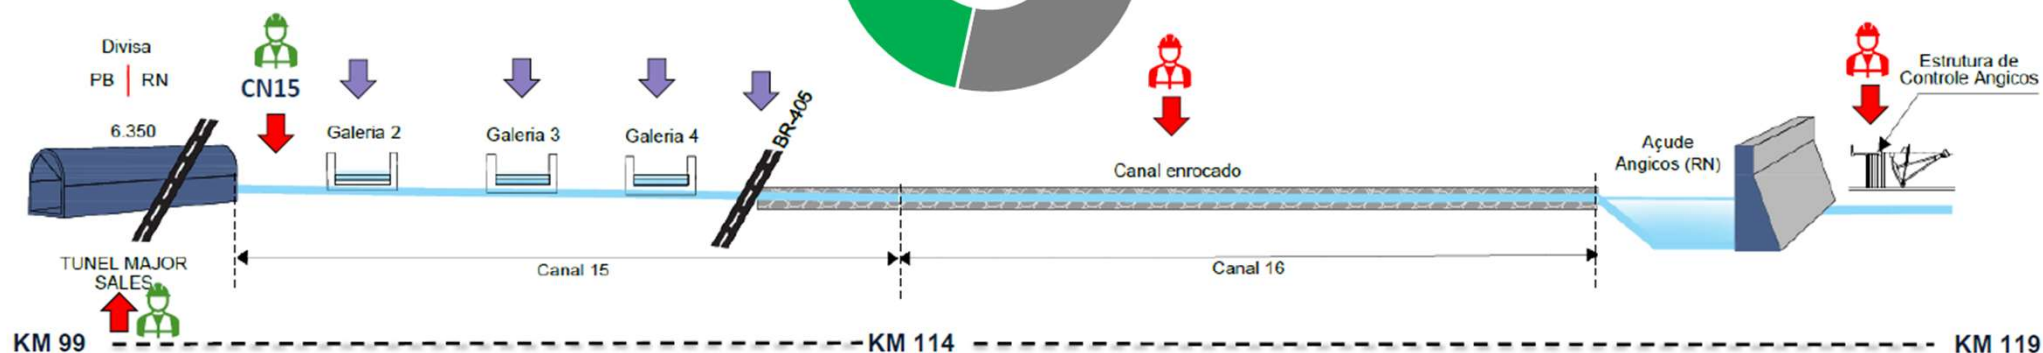 Divisa
PB RN
6.350
CN15
Galeria 2
Galeria 3
Galeria 4
BR-405
Canal enrocado
Açude
Angicos (RN)
Estrutura de
Controle Angicos
TUNEL MAJOR
SALES
Canal 15
Canal 16
KM 99
KM 114
KM 119